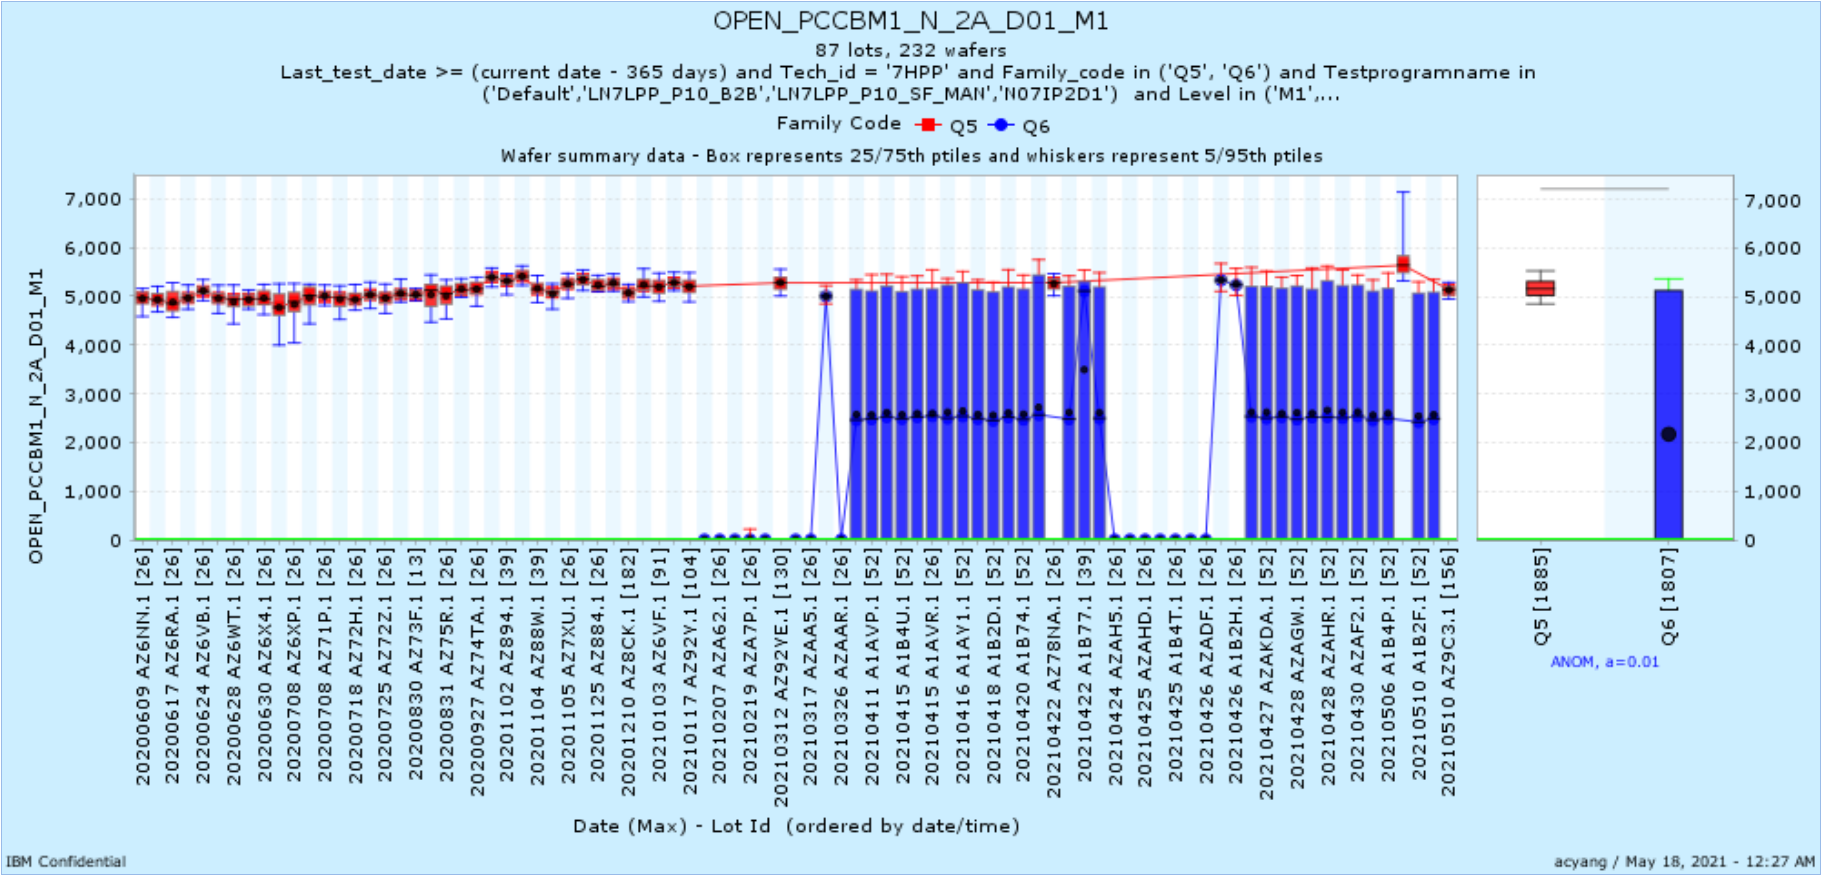 OPEN_PCCBM1_N_2A_D01_M1
87 lots, 232 wafers
Last_test_date >= (current date - 365 days) and Tech_id = '7HPP' and Family_code in ('Q5', 'Q6') and Testprogramname in
('Default','LN7LPP_P10_B2B','LN7LPP_P10_SF_MAN','N07IP2D1') and Level in ('M1',...
Family Code Q5 Q6
Wafer summary data - Box represents 25/75th ptiles and whiskers represent 5/95th ptiles
OPEN_PCCBM1_N_2A_D01_M1
7,000
6,000
5,000
4,000
3,000
2,000
1,000
0
7,000
6,000
5,000
4,000
3,000
2,000
1,000
0
20200609 AZ6NN.1 [26]
20200617 AZ6RA.1 [26]
20200624 AZ6VB.1 [26]
20200628 AZ6WT.1 [26]
20200630 AZ6X4.1 [26]
20200708 AZ6XP.1 [26]
20200708 AZ71P.1 [26]
20200718 AZ72H.1 [26]
20200725 AZ72Z.1 [26]
20200830 AZ73F.1 [13]
20200831 AZ75R.1 [26]
20200927 AZ74TA.1 [26]
20201102 AZ894.1 [39]
20201104 AZ88W.1 [39]
20201105 AZ7XU.1 [26]
20201125 AZ884.1 [26]
20201210 AZ8CK.1 [182]
20210103 AZ6VF.1 [91]
20210117 AZ92V.1 [104]
20210207 AZA62.1 [26]
20210219 AZA7P.1 [26]
20210312 AZ92VE.1 [130]
20210317 AZAA5.1 [26]
20210326 AZAAR.1 [26]
20210411 A1AVP.1 [52]
20210415 A1B4U.1 [52]
20210415 A1AVR.1 [26]
20210416 A1AY1.1 [52]
20210418 A1B2D.1 [52]
20210420 A1B74.1 [52]
20210422 AZ78NA.1 [26]
20210422 A1B77.1 [39]
20210424 AZAH5.1 [26]
20210425 AZAHD.1 [26]
20210425 A1B4T.1 [26]
20210426 AZADF.1 [26]
20210426 A1B2H.1 [26]
20210427 AZAKDA.1 [52]
20210428 AZAGW.1 [52]
20210428 AZAHR.1 [52]
20210430 AZAF2.1 [52]
20210506 A1B4P.1 [52]
20210510 A1B2F.1 [52]
20210510 AZ9C3.1 [156]
Q5 [1885]
Q6 [1807]
ANOM, a=0.01
Date (Max) - Lot Id (ordered by date/time)
IBM Confidential
acyang / May 18, 2021 - 12:27 AM